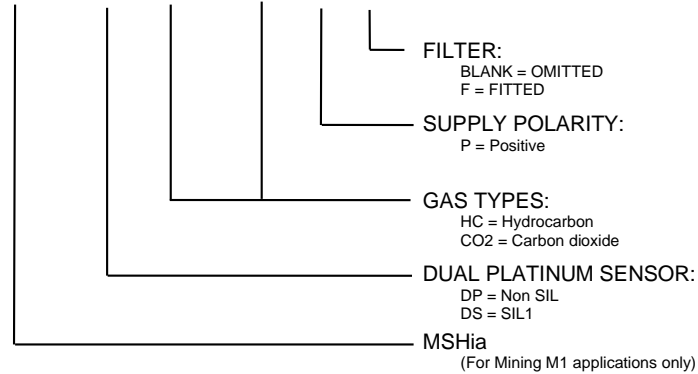 FILTER:
BLANK = OMITTED
F = FITTED
SUPPLY POLARITY:
P = Positive
GAS TYPES:
HC = Hydrocarbon
CO2 = Carbon dioxide
DUAL PLATINUM SENSOR:
DP = Non SIL
DS = SIL1
MSHia
(For Mining M1 applications only)